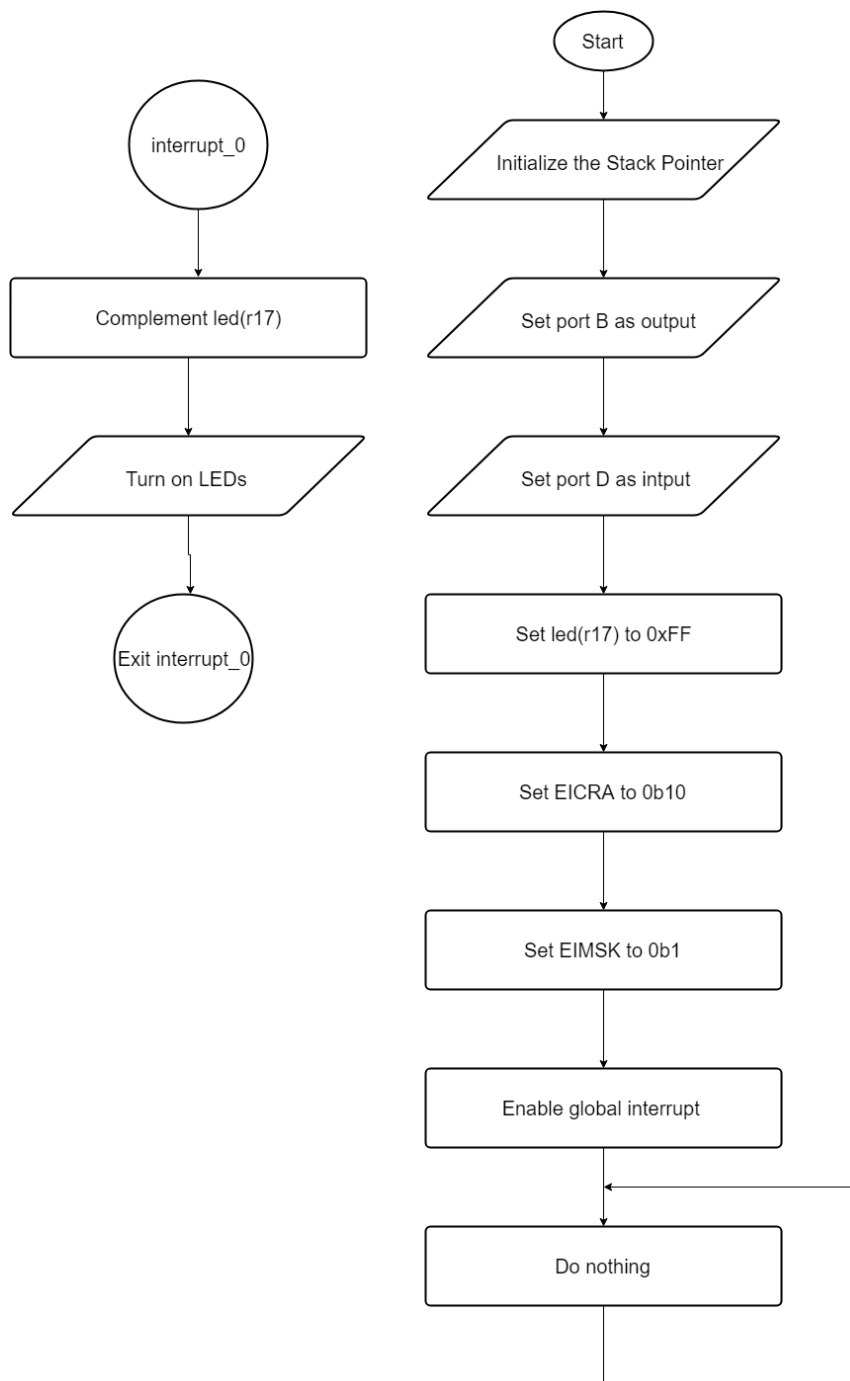 Start
Initialize the Stack Pointer
Set port B as output
Set port D as intput
Set led(r17) to 0xFF
Set EICRA to 0b10
Set EIMSK to 0b1
Enable global interrupt
Do nothing
interrupt_0
Complement led(r17)
Turn on LEDs
Exit interrupt_0